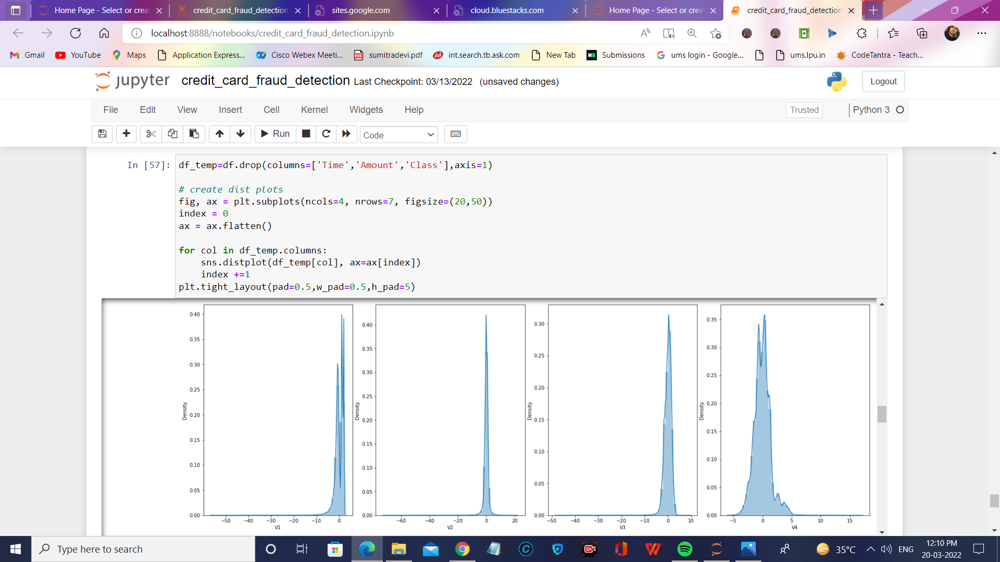 Home Page - Select or creat
credit_card_fraud_detection
sites.google.com
cloud.bluestacks.com
Home Page - Select or creat
credit_card_fraud_detection
localhost:8888/notebooks/credit_card_fraud_detection.ipynb
Gmail
YouTube
Maps
Application Express...
Cisco Webex Meeti...
sumitradevi.pdf
int.search.tb.ask.com
New Tab
Submissions
ums login - Google...
ums.lpu.in
CodeTantra - Teach...
jupyter
credit_card_fraud_detection Last Checkpoint: 03/13/2022 (unsaved changes)
Logout
File Edit View Insert Cell Kernel Widgets Help
Trusted
Python 3
Run
Code
In [57]:
df_temp=df.drop(columns=['Time','Amount','Class'],axis=1)
# create dist plots
fig, ax = plt.subplots(ncols=4, nrows=7, figsize=(20,50))
index = 0
ax = ax.flatten()
for col in df_temp.columns:
    sns.distplot(df_temp[col], ax=ax[index])
    index +=1
plt.tight_layout(pad=0.5,w_pad=0.5,h_pad=5)
0.40
0.35
0.30
0.25
0.20
0.15
0.10
0.05
0.00
Density
−50 −40 −30 −20 −10 0
V1
0.40
0.35
0.30
0.25
0.20
0.15
0.10
0.05
0.00
Density
−60 −40 −20 0 20
V2
0.30
0.25
0.20
0.15
0.10
0.05
0.00
Density
−50 −40 −30 −20 −10 0 10
V3
0.35
0.30
0.25
0.20
0.15
0.10
0.05
0.00
Density
−5 0 5 10 15
V4
Type here to search
35°C
ENG
12:10 PM
20-03-2022